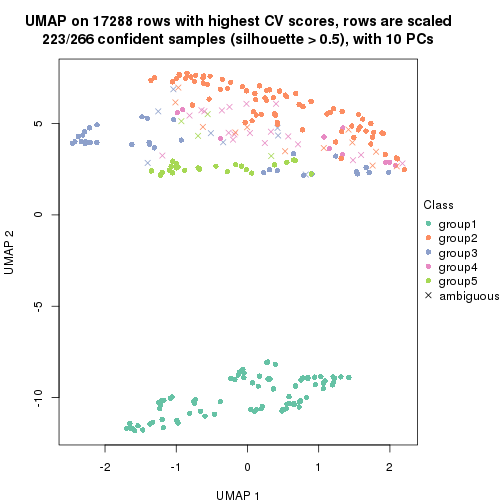 UMAP on 17288 rows with highest CV scores, rows are scaled
223/266 confident samples (silhouette > 0.5), with 10 PCs
5
0
-5
-10
UMAP 2
-2
-1
0
1
2
UMAP 1
Class
group1
group2
group3
group4
group5
ambiguous